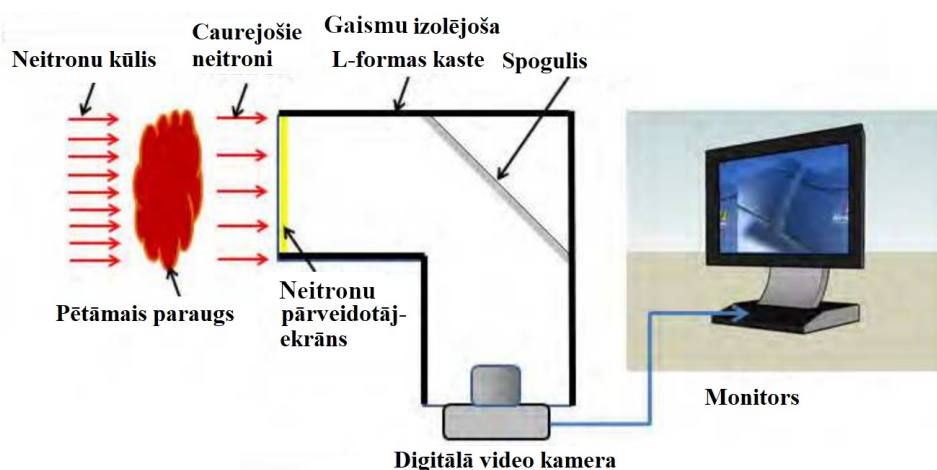 Neitronu kūlis
Caurejošie
neitroni
Gaismu izolējoša
L-formas kaste
Spogulis
Pētāmais paraugs
Neitronu
pārveidotāj-
ekrāns
Monitors
Digitālā video kamera